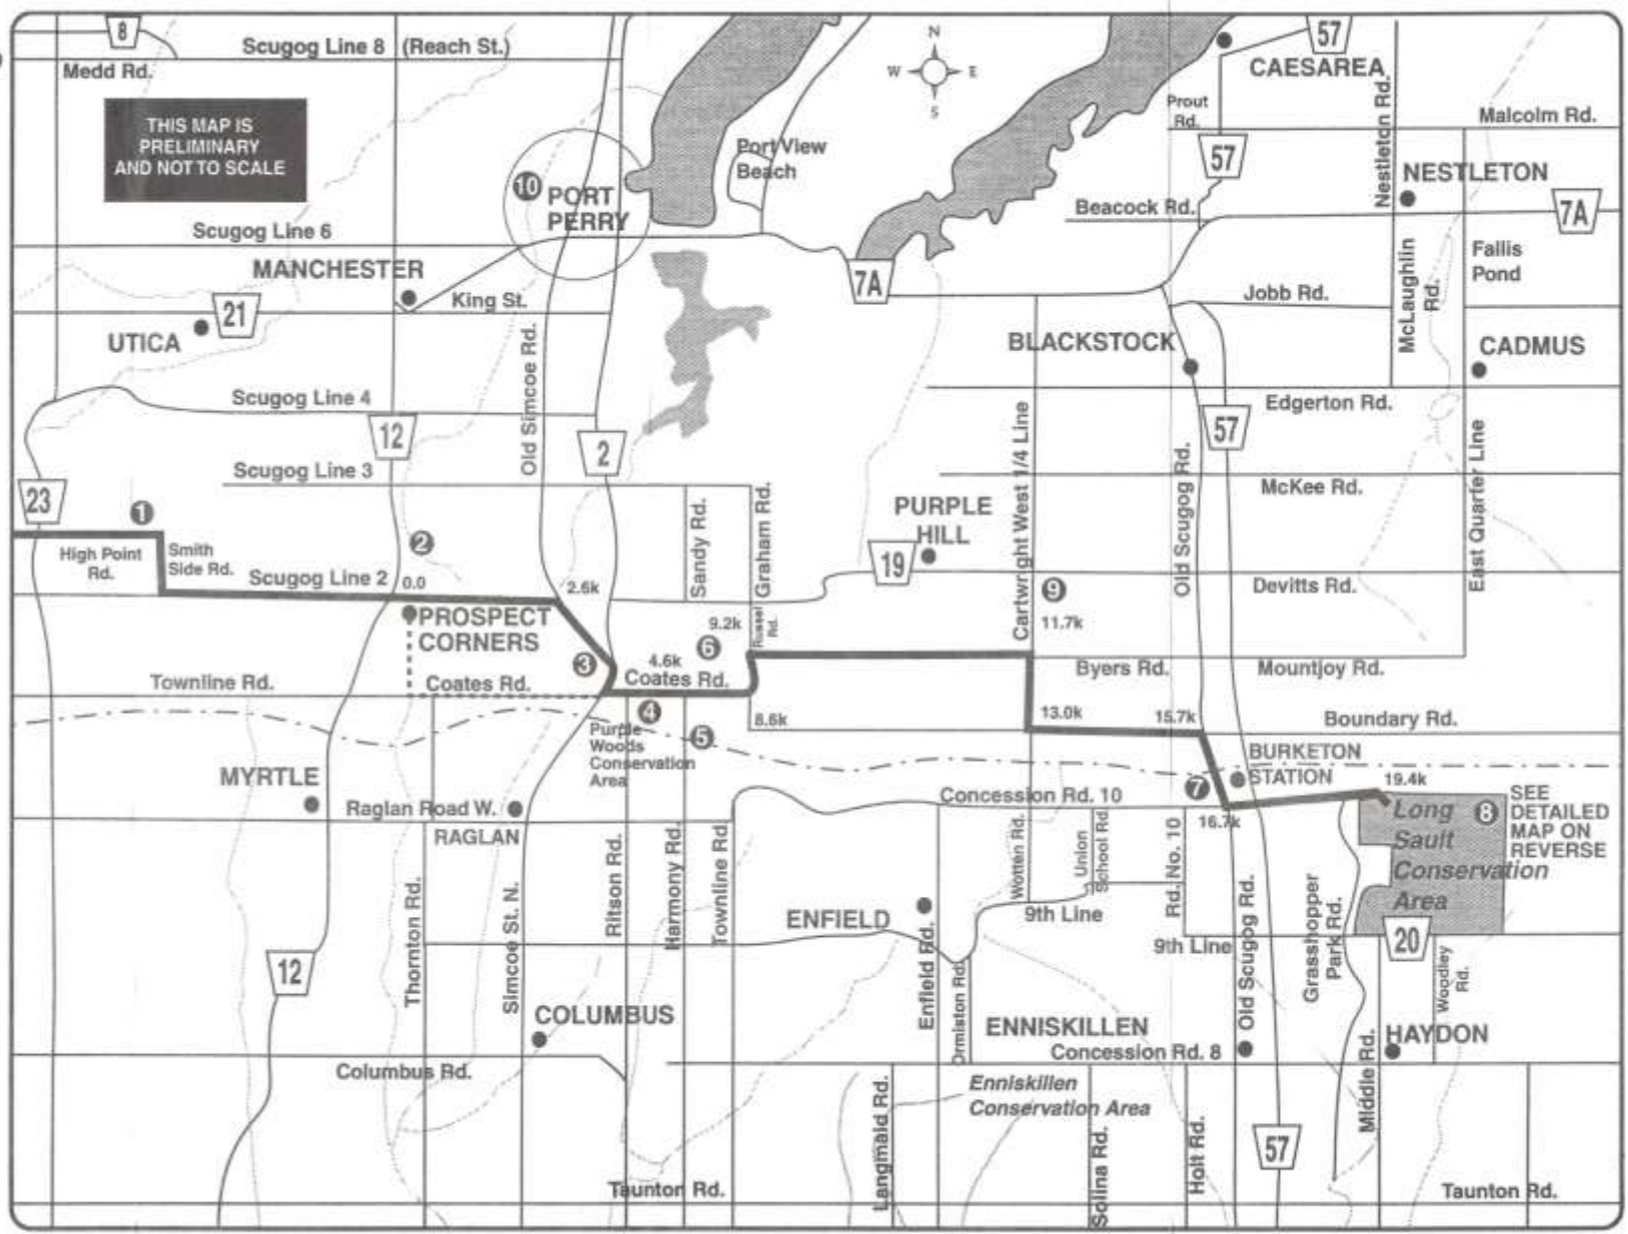 8
Scugog Line 8 (Reach St.)
Medd Rd.
57
CAESAREA
THIS MAP IS
PRELIMINARY
AND NOT TO SCALE
N
W E
S
Prout
Rd.
Nestleton Rd.
Malcolm Rd.
Port View
Beach
57
NESTLETON
10
PORT
PERRY
Beacock Rd.
7A
Scugog Line 6
MANCHESTER
7A
Fallis
Pond
King St.
Jobb Rd.
McLaughlin
Rd.
21
UTICA
Old Simcoe Rd.
BLACKSTOCK
CADMUS
Scugog Line 4
Edgerton Rd.
12
2
57
Cartwright West 1/4 Line
Old Scugog Rd.
East Quarter Line
Scugog Line 3
McKee Rd.
23
1
Sandy Rd.
Graham Rd.
PURPLE
HILL
High Point
Rd.
Smith
Side Rd.
2
19
Scugog Line 2
0.0
2.6k
Devitts Rd.
9
11.7k
PROSPECT
CORNERS
9.2k
Russel
Rd.
6
3
4.6k
Coates Rd.
Byers Rd.
Mountjoy Rd.
Townline Rd.
Coates Rd.
4
8.6k
13.0k
15.7k
Boundary Rd.
Purple
Woods
Conservation
Area
5
BURKETON
STATION
MYRTLE
7
19.4k
Concession Rd. 10
Raglan Road W.
RAGLAN
16.7k
Long
Sault
Conservation
Area
8
SEE
DETAILED
MAP ON
REVERSE
Thornton Rd.
Simcoe St. N.
Ritson Rd.
Harmony Rd.
Townline Rd
Wotten Rd.
Union
School Rd.
Rd. No. 10
ENFIELD
9th Line
9th Line
Enfield Rd.
Ormiston Rd.
Old Scugog Rd.
Grasshopper
Park Rd.
20
Woodley
Rd.
12
COLUMBUS
ENNISKILLEN
HAYDON
Concession Rd. 8
Columbus Rd.
Enniskillen
Conservation Area
Langmaid Rd.
Solina Rd.
Holt Rd.
57
Middle Rd.
Taunton Rd.
Taunton Rd.